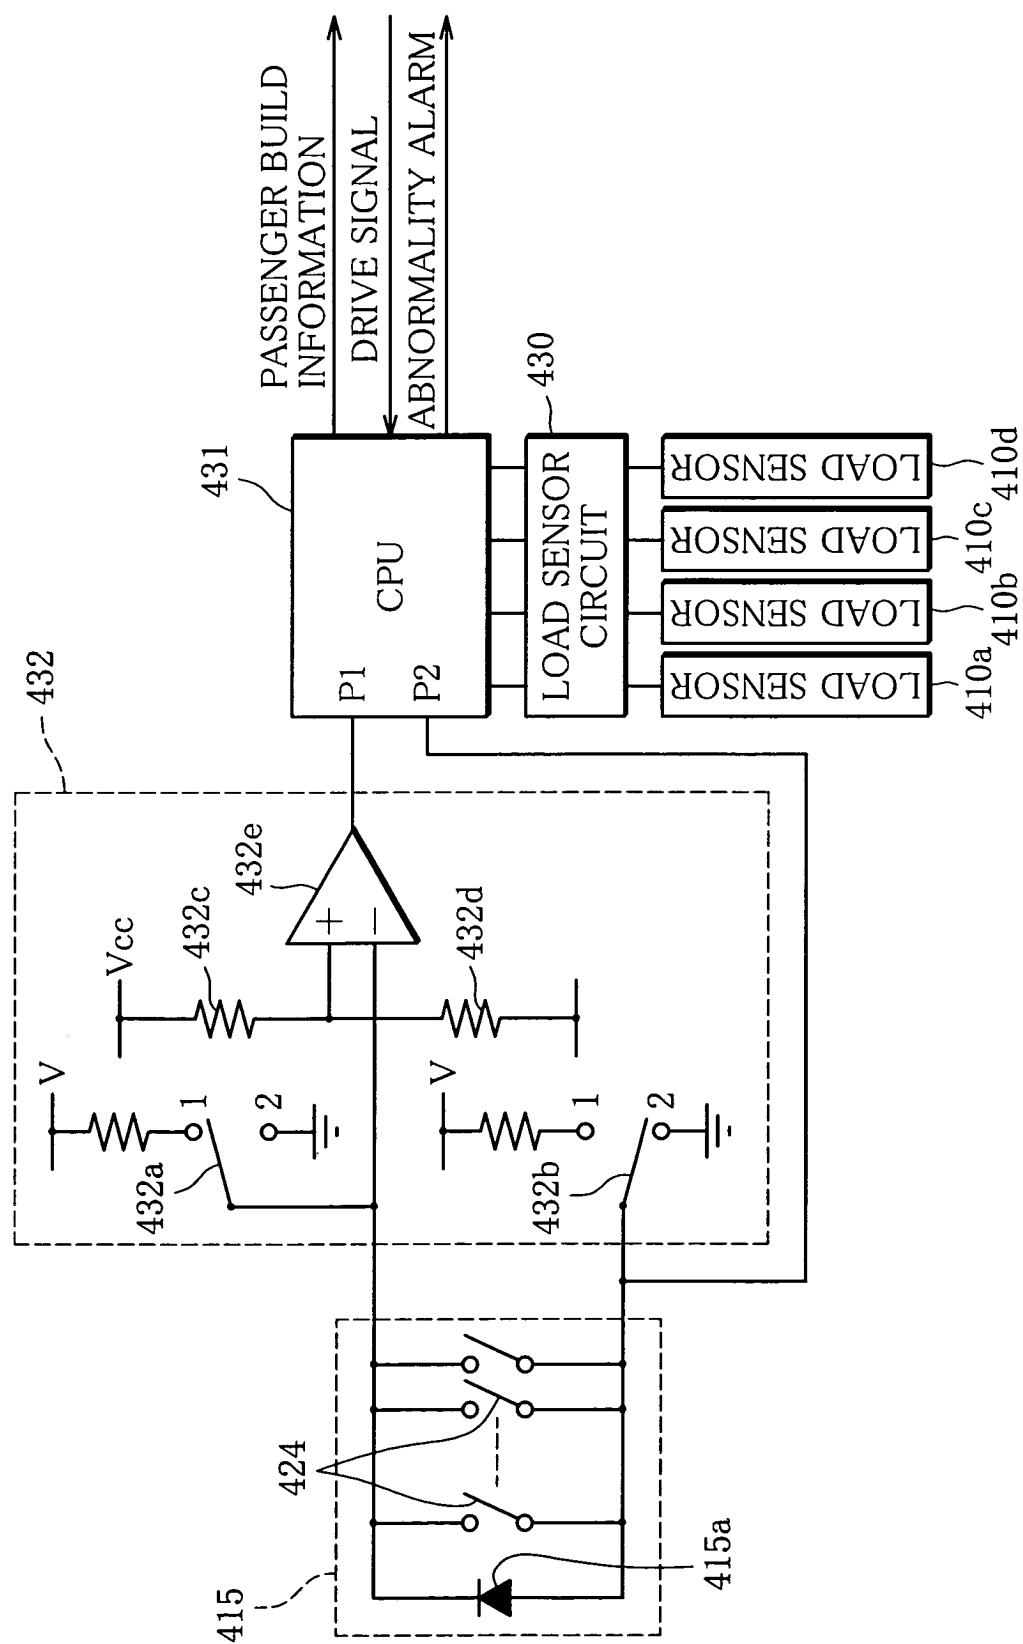 415
424
415a
432
V
1
2
432a
Vcc
432c
432e
+
−
V
1
2
432b
432d
431
P1
P2
CPU
PASSENGER BUILD
INFORMATION
DRIVE SIGNAL
ABNORMALITY ALARM
LOAD SENSOR
CIRCUIT
430
LOAD SENSOR
LOAD SENSOR
LOAD SENSOR
LOAD SENSOR
410a
410b
410c
410d